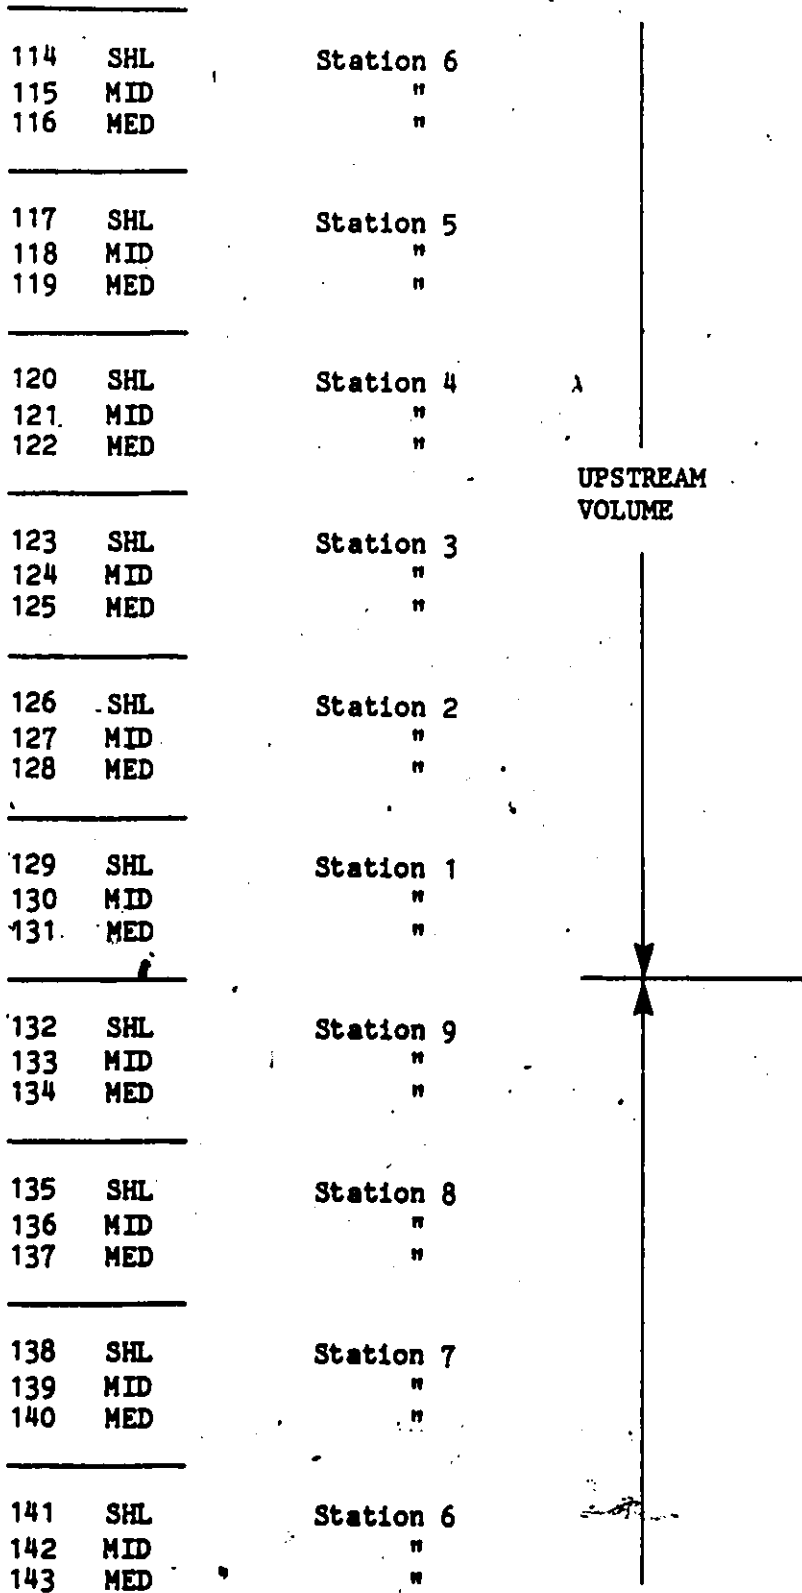 114 SHL Station 6
115 MID "
116 MED "
117 SHL Station 5
118 MID "
119 MED "
120 SHL Station 4
121 MID "
122 MED "
UPSTREAM
VOLUME
123 SHL Station 3
124 MID "
125 MED "
126 SHL Station 2
127 MID "
128 MED "
129 SHL Station 1
130 MID "
131 MED "
132 SHL Station 9
133 MID "
134 MED "
135 SHL Station 8
136 MID "
137 MED "
138 SHL Station 7
139 MID "
140 MED "
141 SHL Station 6
142 MID "
143 MED "